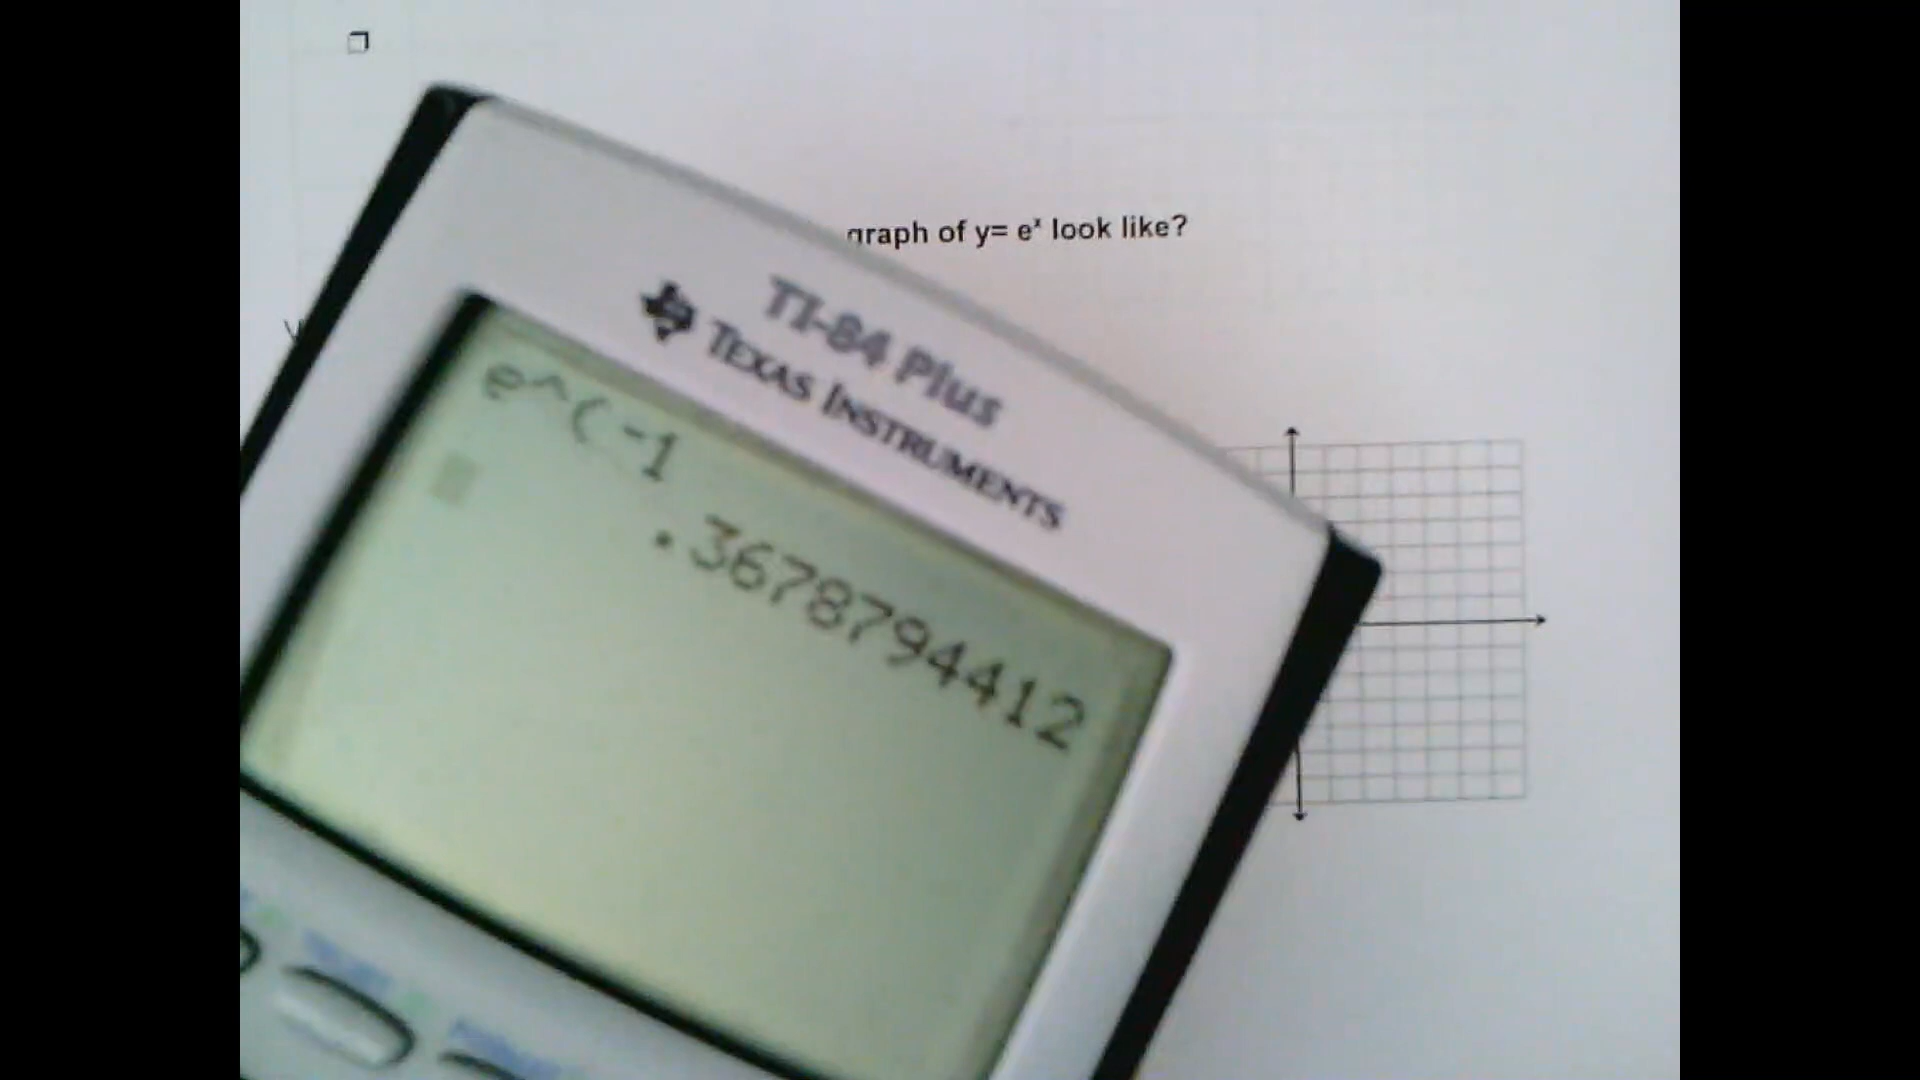 graph of y= eˣ look like?
TI-84 Plus
TEXAS INSTRUMENTS
e^(-1
.3678794412